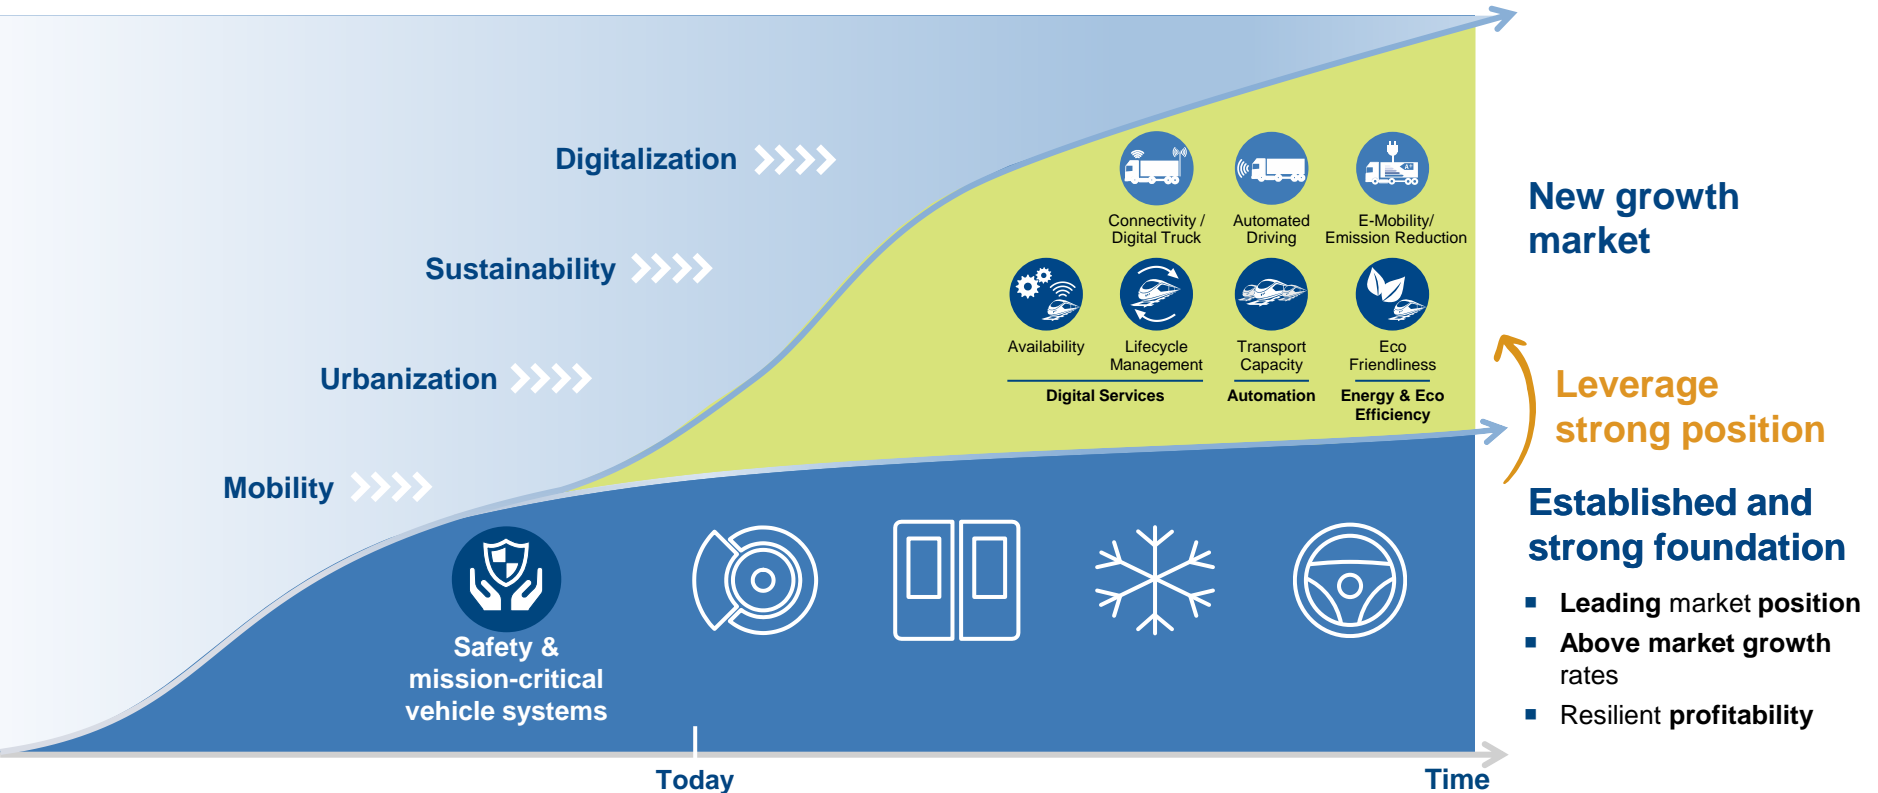 Digitalization
Sustainability
Urbanization
Mobility
Connectivity /
Digital Truck
Automated
Driving
E-Mobility/
Emission Reduction
Availability
Lifecycle
Management
Transport
Capacity
Eco
Friendliness
Digital Services
Automation
Energy & Eco
Efficiency
New growth
market
Leverage
strong position
Established and
strong foundation
Leading market position
Above market growth
rates
Resilient profitability
Safety &
mission-critical
vehicle systems
Today
Time